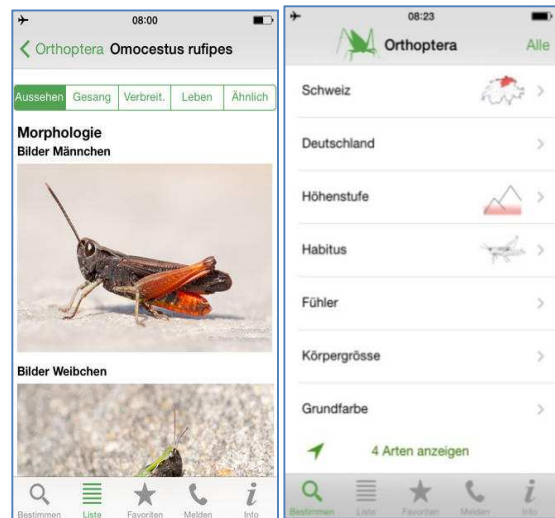 08:00
Orthoptera Omocestus rufipes
Aussehen Gesang Verbreit. Leben Ähnlich
Morphologie
Bilder Männchen
Bilder Weibchen
Bestimmen Liste Favoriten Melden Info
08:23
Orthoptera Alle
Schweiz
Deutschland
Höhenstufe
Habitus
Fühler
Körpergrösse
Grundfarbe
4 Arten anzeigen
Bestimmen Liste Favoriten Melden Info